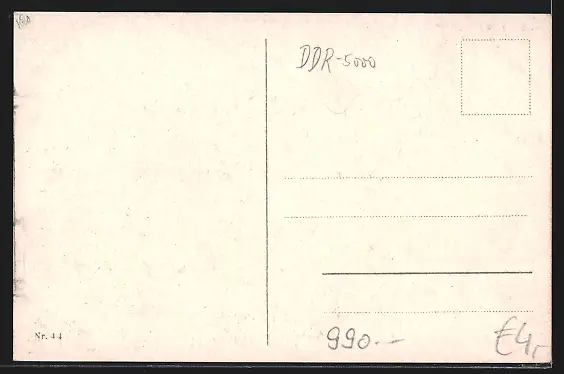 DDR-5000
Nr. 44
990.-
€4,-